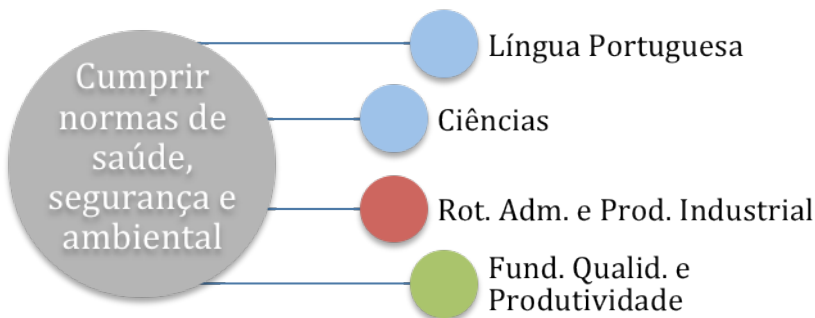 Cumprir
normas de
saúde,
segurança e
ambiental
Língua Portuguesa
Ciências
Rot. Adm. e Prod. Industrial
Fund. Qualid. e
Produtividade